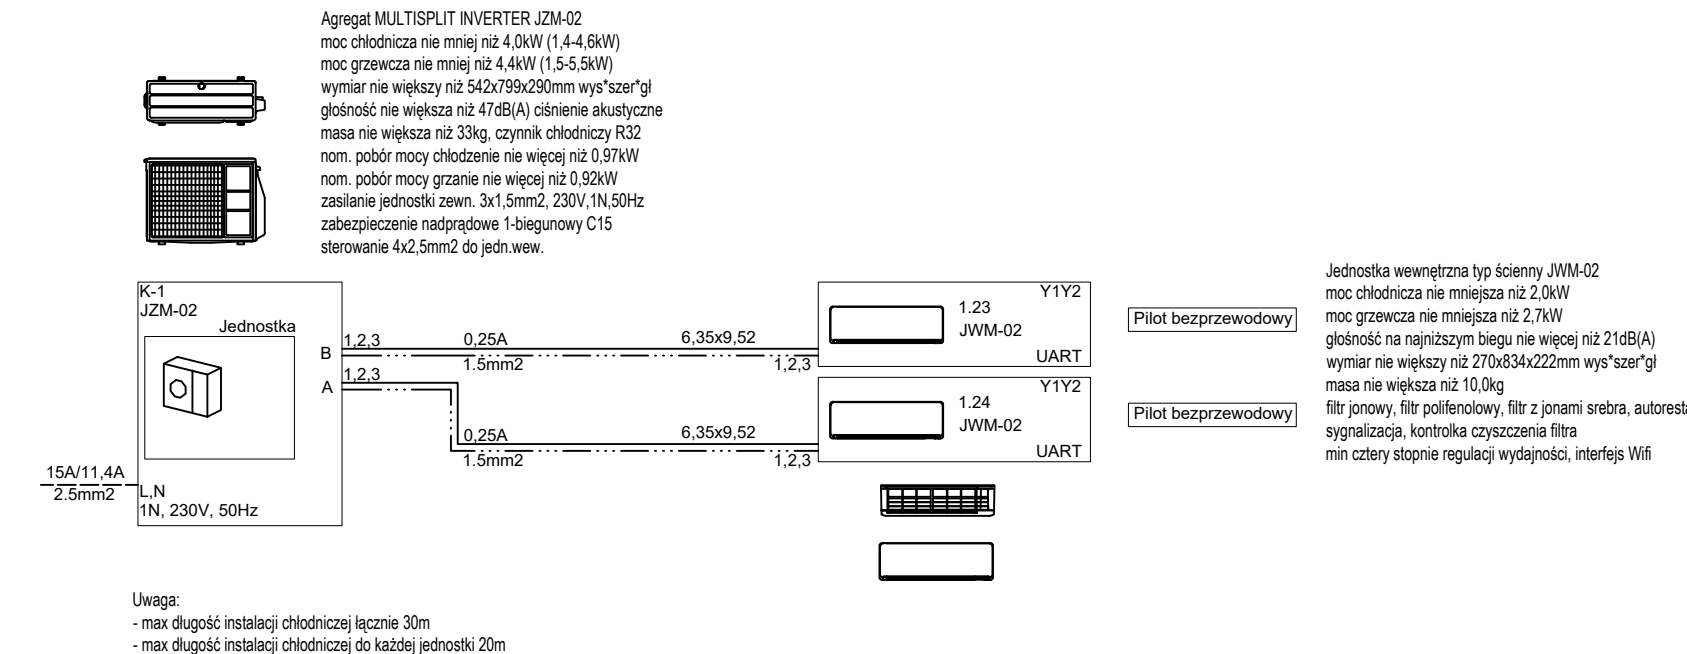 Agregat MULTISPLIT INVERTER JZM-02
moc chłodnicza nie mniej niż 4,0kW (1,4-4,6kW)
moc grzewcza nie mniej niż 4,4kW (1,5-5,5kW)
wymiar nie większy niż 542x799x290mm wys*szer*gł
głośność nie większa niż 47dB(A) ciśnienie akustyczne
masa nie większa niż 33kg, czynnik chłodniczy R32
nom. pobór mocy chłodzenie nie więcej niż 0,97kW
nom. pobór mocy grzanie nie więcej niż 0,92kW
zasilanie jednostki zewn. 3x1,5mm2, 230V,1N,50Hz
zabezpieczenie nadprądowe 1-biegunowy C15
sterowanie 4x2,5mm2 do jedn.wew.
K-1
JZM-02
Jednostka
B
A
1,2,3
0,25A
6,35x9,52
1.5mm2
1,2,3
1,2,3
0,25A
6,35x9,52
1.5mm2
1,2,3
15A/11,4A
2.5mm2
L,N
1N, 230V, 50Hz
Y1Y2
1.23
JWM-02
UART
Y1Y2
1.24
JWM-02
UART
Pilot bezprzewodowy
Pilot bezprzewodowy
Jednostka wewnętrzna typ ścienny JWM-02
moc chłodnicza nie mniejsza niż 2,0kW
moc grzewcza nie mniejsza niż 2,7kW
głośność na najniższym biegu nie więcej niż 21dB(A)
wymiar nie większy niż 270x834x222mm wys*szer*gł
masa nie większa niż 10,0kg
filtr jonowy, filtr polifenolowy, filtr z jonami srebra, autoresta
sygnalizacja, kontrolka czyszczenia filtra
min cztery stopnie regulacji wydajności, interfejs Wifi
Uwaga:
- max długość instalacji chłodniczej łącznie 30m
- max długość instalacji chłodniczej do każdej jednostki 20m